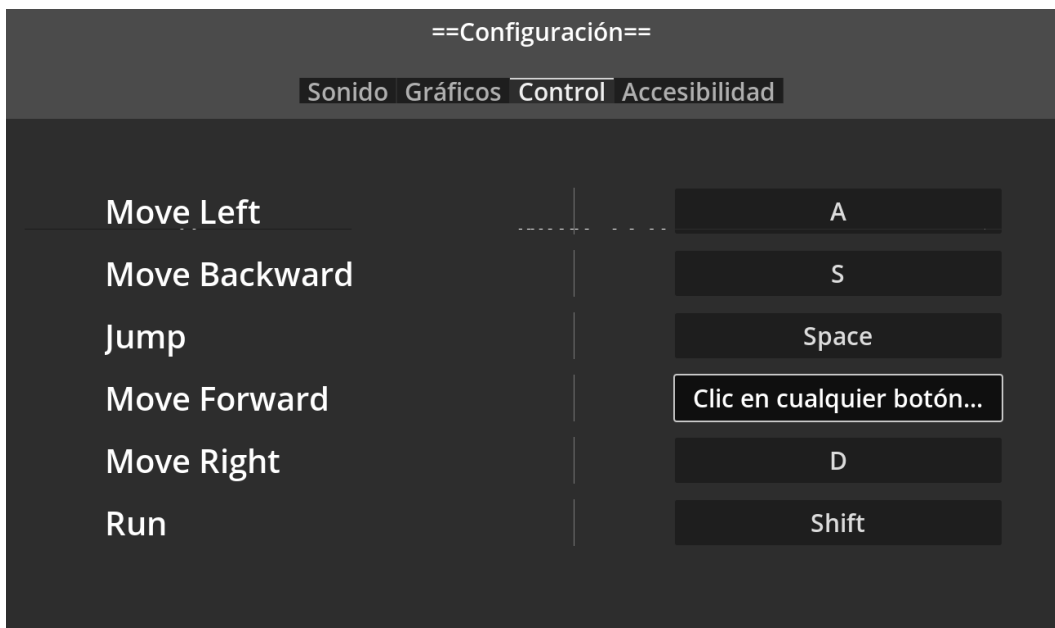 ==Configuración==
Sonido Gráficos Control Accesibilidad
Move Left A
Move Backward S
Jump Space
Move Forward Clic en cualquier botón...
Move Right D
Run Shift